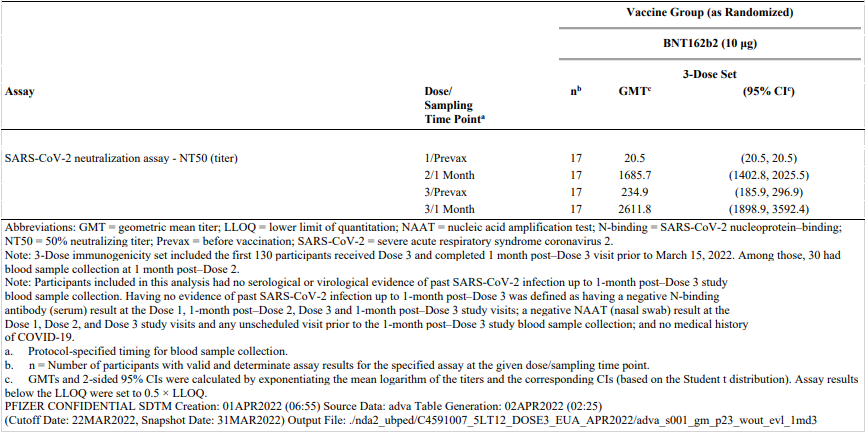 Vaccine Group (as Randomized)
BNT162b2 (10 μg)
3-Dose Set
Assay Dose/ nᵇ GMTᶜ (95% CIᶜ)
Sampling
Time Pointᵃ
SARS-CoV-2 neutralization assay - NT50 (titer) 1/Prevax 17 20.5 (20.5, 20.5)
2/1 Month 17 1685.7 (1402.8, 2025.5)
3/Prevax 17 234.9 (185.9, 296.9)
3/1 Month 17 2611.8 (1898.9, 3592.4)
Abbreviations: GMT = geometric mean titer; LLOQ = lower limit of quantitation; NAAT = nucleic acid amplification test; N-binding = SARS-CoV-2 nucleoprotein–binding;
NT50 = 50% neutralizing titer; Prevax = before vaccination; SARS-CoV-2 = severe acute respiratory syndrome coronavirus 2.
Note: 3-Dose immunogenicity set included the first 130 participants received Dose 3 and completed 1 month post–Dose 3 visit prior to March 15, 2022. Among those, 30 had
blood sample collection at 1 month post–Dose 2.
Note: Participants included in this analysis had no serological or virological evidence of past SARS-CoV-2 infection up to 1-month post–Dose 3 study
blood sample collection. Having no evidence of past SARS-CoV-2 infection up to 1-month post–Dose 3 was defined as having a negative N-binding
antibody (serum) result at the Dose 1, 1-month post–Dose 2, Dose 3 and 1-month post–Dose 3 study visits; a negative NAAT (nasal swab) result at the
Dose 1, Dose 2, and Dose 3 study visits and any unscheduled visit prior to the 1-month post–Dose 3 study blood sample collection; and no medical history
of COVID-19.
a. Protocol-specified timing for blood sample collection.
b. n = Number of participants with valid and determinate assay results for the specified assay at the given dose/sampling time point.
c. GMTs and 2-sided 95% CIs were calculated by exponentiating the mean logarithm of the titers and the corresponding CIs (based on the Student t distribution). Assay results
below the LLOQ were set to 0.5 × LLOQ.
PFIZER CONFIDENTIAL SDTM Creation: 01APR2022 (06:55) Source Data: adva Table Generation: 02APR2022 (02:25)
(Cutoff Date: 22MAR2022, Snapshot Date: 31MAR2022) Output File: ./nda2_ubped/C4591007_5LT12_DOSE3_EUA_APR2022/adva_s001_gm_p23_wout_evl_1md3